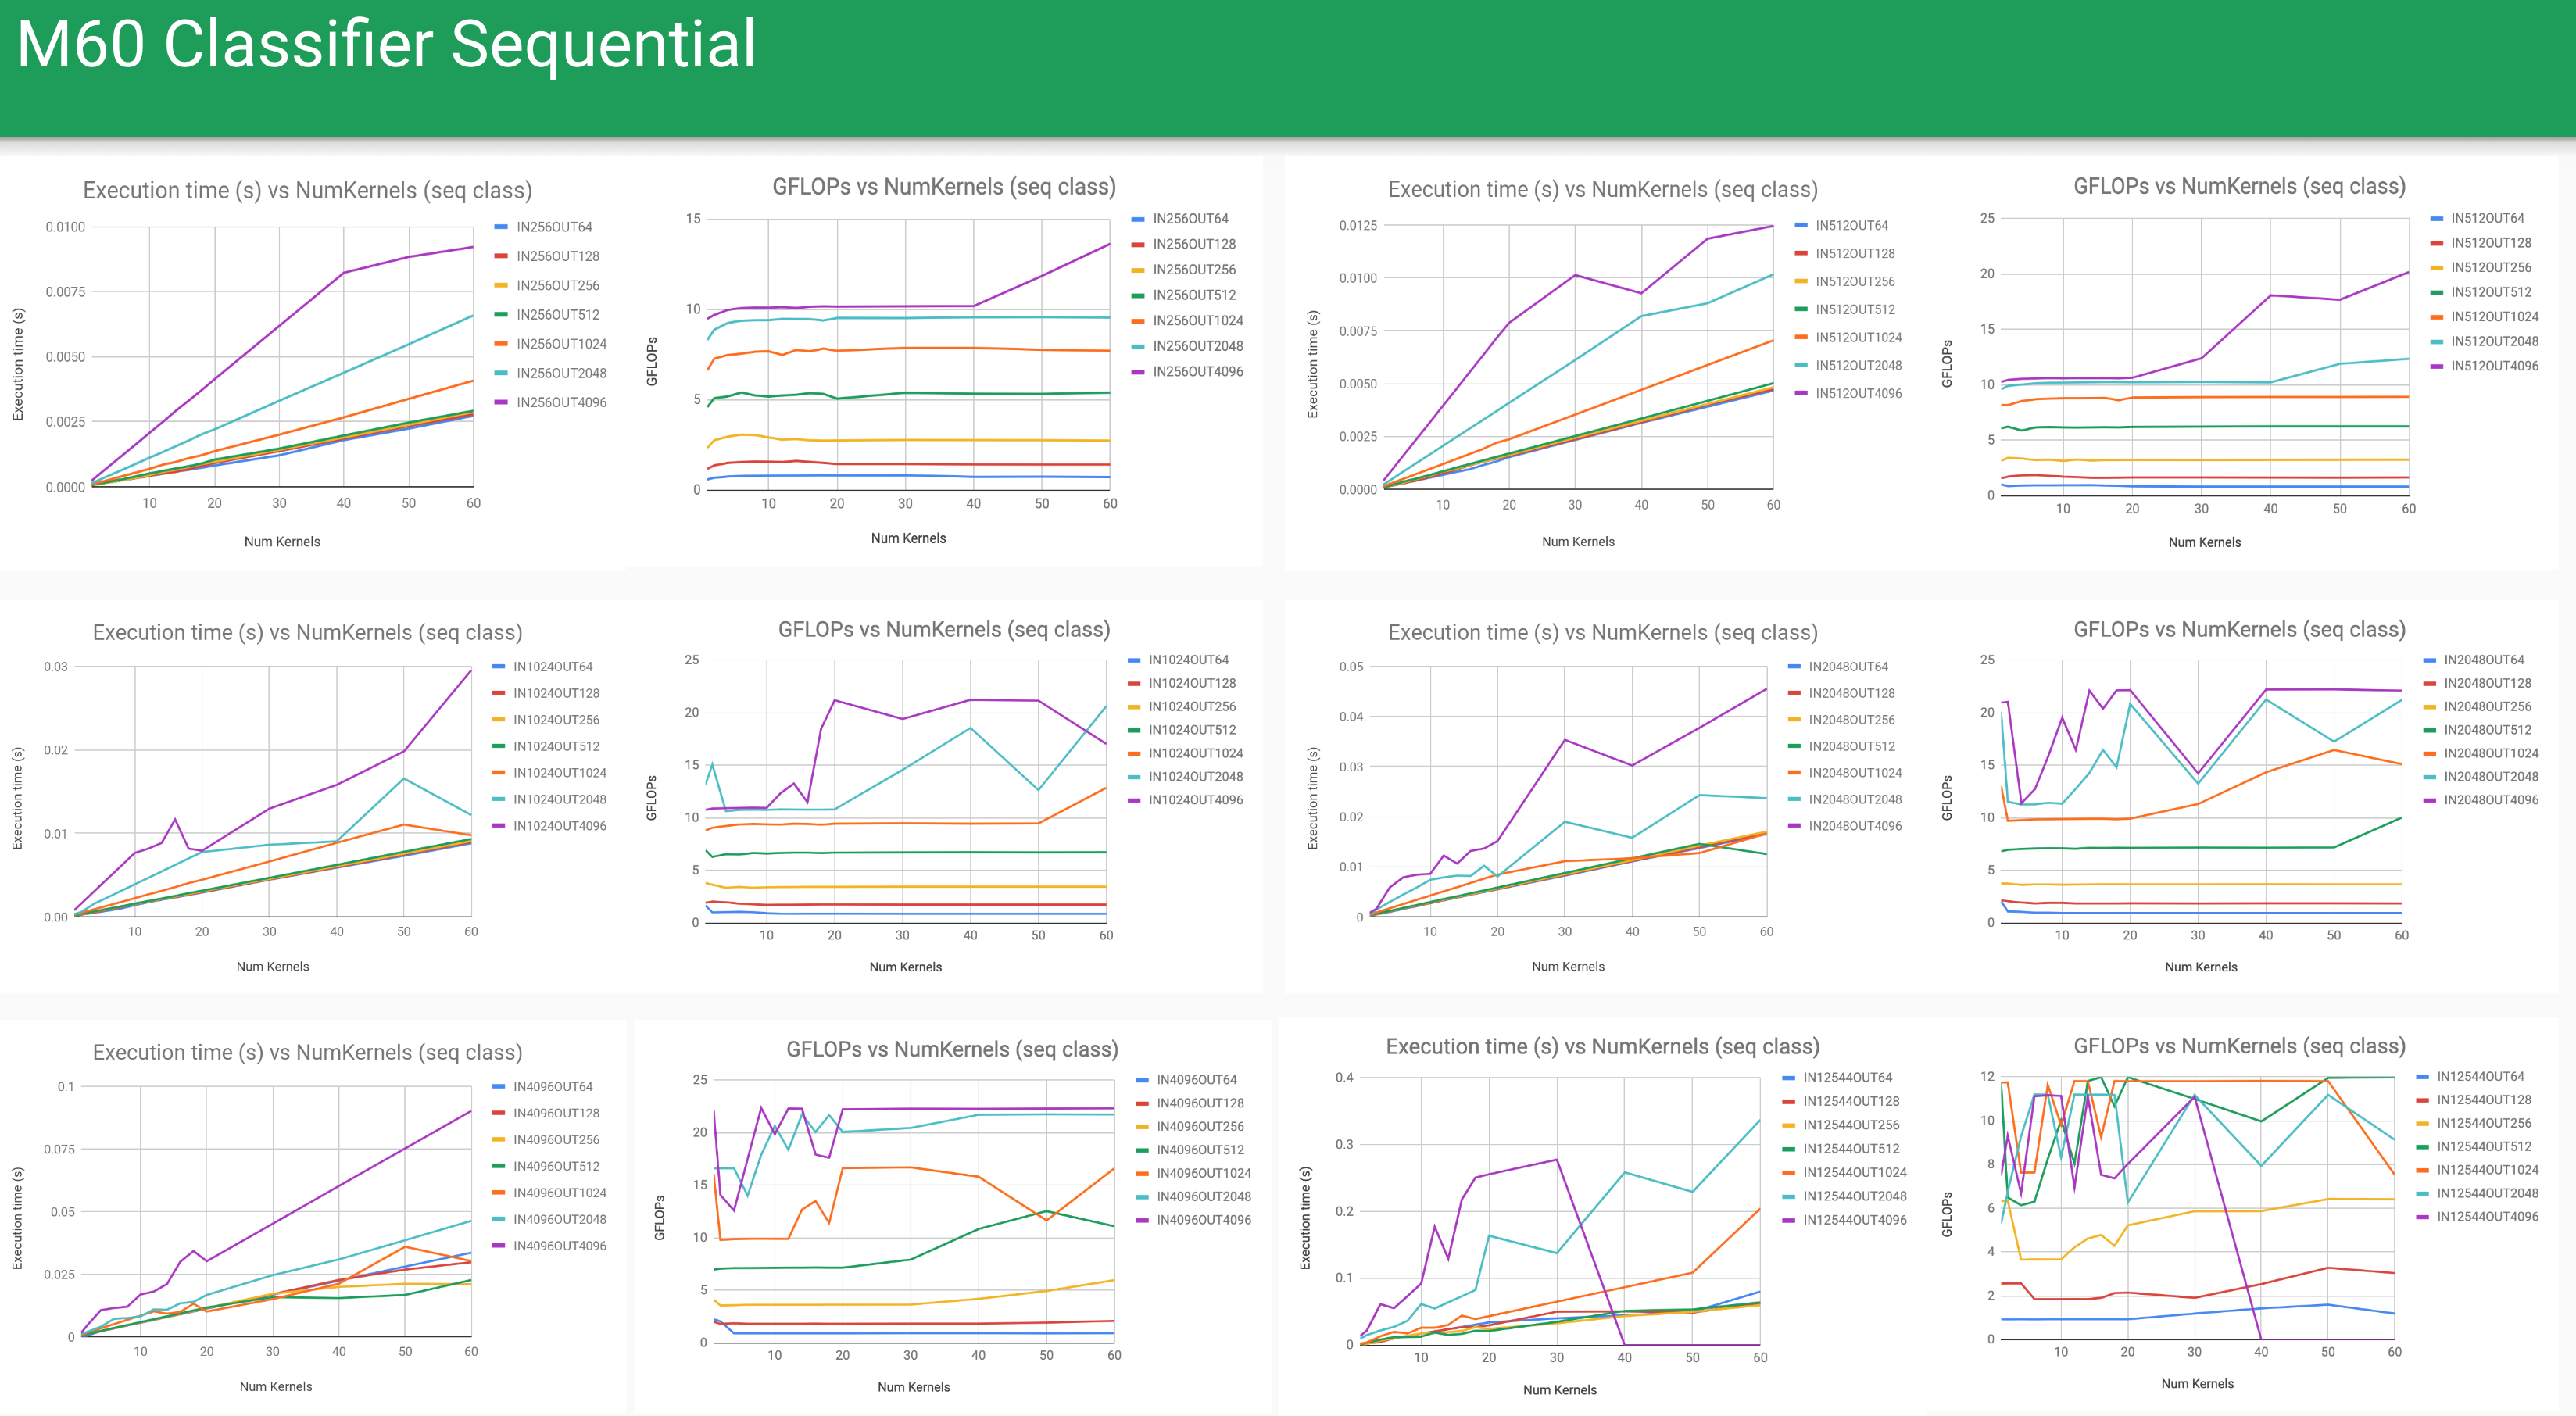 M60 Classifier Sequential
Execution time (s) vs NumKernels (seq class)
Execution time (s)
0.0100
0.0075
0.0050
0.0025
0.0000
10 20 30 40 50 60
Num Kernels
IN256OUT64
IN256OUT128
IN256OUT256
IN256OUT512
IN256OUT1024
IN256OUT2048
IN256OUT4096
GFLOPs vs NumKernels (seq class)
GFLOPs
15
10
5
0
10 20 30 40 50 60
Num Kernels
IN256OUT64
IN256OUT128
IN256OUT256
IN256OUT512
IN256OUT1024
IN256OUT2048
IN256OUT4096
Execution time (s) vs NumKernels (seq class)
Execution time (s)
0.0125
0.0100
0.0075
0.0050
0.0025
0.0000
10 20 30 40 50 60
Num Kernels
IN512OUT64
IN512OUT128
IN512OUT256
IN512OUT512
IN512OUT1024
IN512OUT2048
IN512OUT4096
GFLOPs vs NumKernels (seq class)
GFLOPs
25
20
15
10
5
0
10 20 30 40 50 60
Num Kernels
IN512OUT64
IN512OUT128
IN512OUT256
IN512OUT512
IN512OUT1024
IN512OUT2048
IN512OUT4096
Execution time (s) vs NumKernels (seq class)
Execution time (s)
0.03
0.02
0.01
0.00
10 20 30 40 50 60
Num Kernels
IN1024OUT64
IN1024OUT128
IN1024OUT256
IN1024OUT512
IN1024OUT1024
IN1024OUT2048
IN1024OUT4096
GFLOPs vs NumKernels (seq class)
GFLOPs
25
20
15
10
5
0
10 20 30 40 50 60
Num Kernels
IN1024OUT64
IN1024OUT128
IN1024OUT256
IN1024OUT512
IN1024OUT1024
IN1024OUT2048
IN1024OUT4096
Execution time (s) vs NumKernels (seq class)
Execution time (s)
0.05
0.04
0.03
0.02
0.01
0
10 20 30 40 50 60
Num Kernels
IN2048OUT64
IN2048OUT128
IN2048OUT256
IN2048OUT512
IN2048OUT1024
IN2048OUT2048
IN2048OUT4096
GFLOPs vs NumKernels (seq class)
GFLOPs
25
20
15
10
5
0
10 20 30 40 50 60
Num Kernels
IN2048OUT64
IN2048OUT128
IN2048OUT256
IN2048OUT512
IN2048OUT1024
IN2048OUT2048
IN2048OUT4096
Execution time (s) vs NumKernels (seq class)
Execution time (s)
0.1
0.075
0.05
0.025
0
10 20 30 40 50 60
Num Kernels
IN4096OUT64
IN4096OUT128
IN4096OUT256
IN4096OUT512
IN4096OUT1024
IN4096OUT2048
IN4096OUT4096
GFLOPs vs NumKernels (seq class)
GFLOPs
25
20
15
10
5
0
10 20 30 40 50 60
Num Kernels
IN4096OUT64
IN4096OUT128
IN4096OUT256
IN4096OUT512
IN4096OUT1024
IN4096OUT2048
IN4096OUT4096
Execution time (s) vs NumKernels (seq class)
Execution time (s)
0.4
0.3
0.2
0.1
0
10 20 30 40 50 60
Num Kernels
IN12544OUT64
IN12544OUT128
IN12544OUT256
IN12544OUT512
IN12544OUT1024
IN12544OUT2048
IN12544OUT4096
GFLOPs vs NumKernels (seq class)
GFLOPs
12
10
8
6
4
2
0
10 20 30 40 50 60
Num Kernels
IN12544OUT64
IN12544OUT128
IN12544OUT256
IN12544OUT512
IN12544OUT1024
IN12544OUT2048
IN12544OUT4096